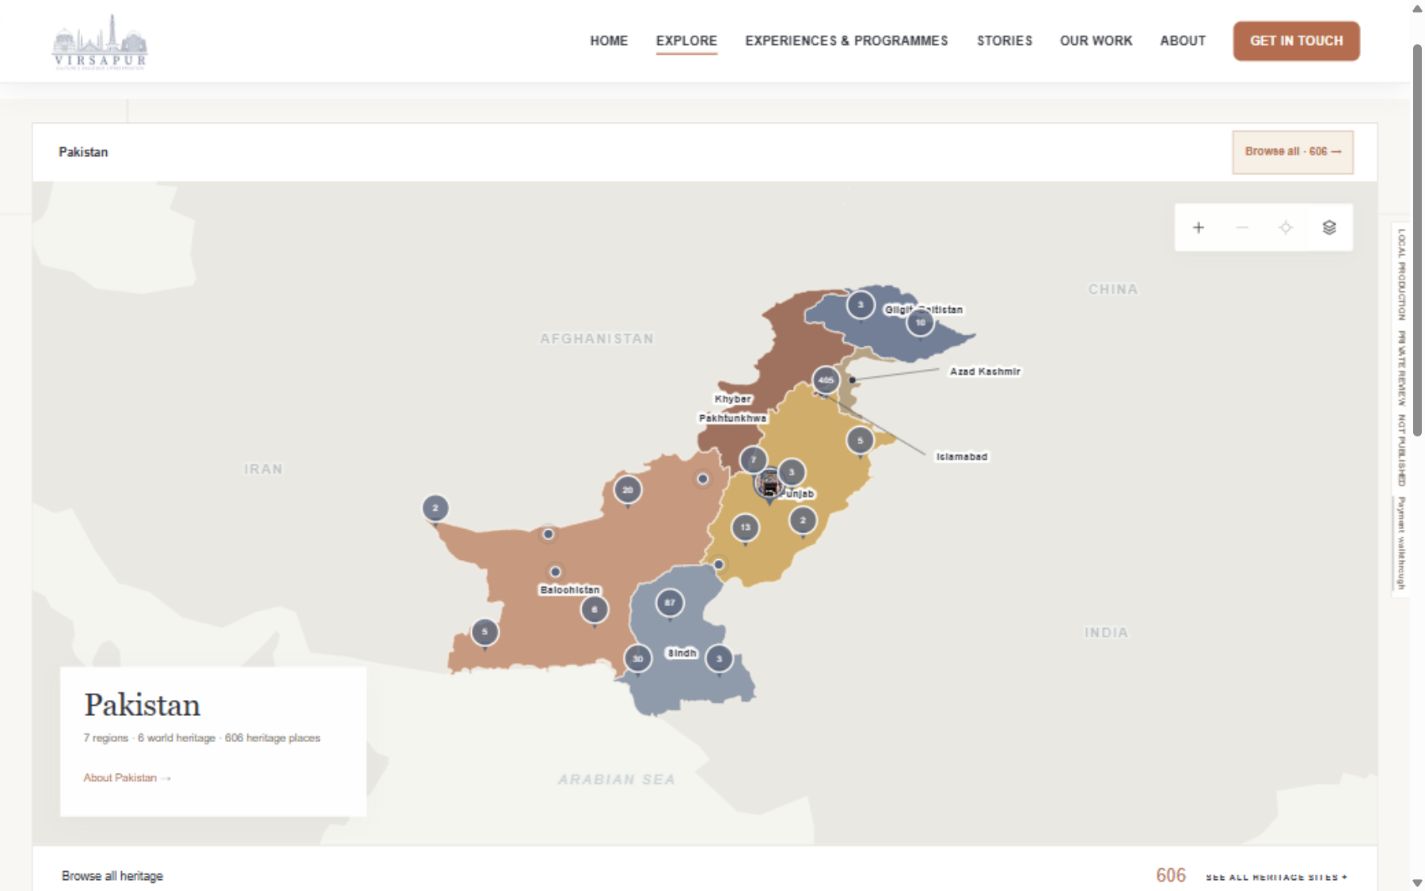 VIRSAPUR
HOME
EXPLORE
EXPERIENCES & PROGRAMMES
STORIES
OUR WORK
ABOUT
GET IN TOUCH
Pakistan
Browse all · 606 →
CHINA
AFGHANISTAN
IRAN
INDIA
ARABIAN SEA
3
Gilgit-Baltistan
10
Azad Kashmir
465
Khyber
Pakhtunkhwa
5
Islamabad
7
3
Punjab
20
2
13
2
Balochistan
6
87
5
30
Sindh
3
LOCAL PRODUCTION PRIVATE REVIEW NOT PUBLISHED Payment walkthrough
Pakistan
7 regions · 6 world heritage · 606 heritage places
About Pakistan →
Browse all heritage
606
SEE ALL HERITAGE SITES